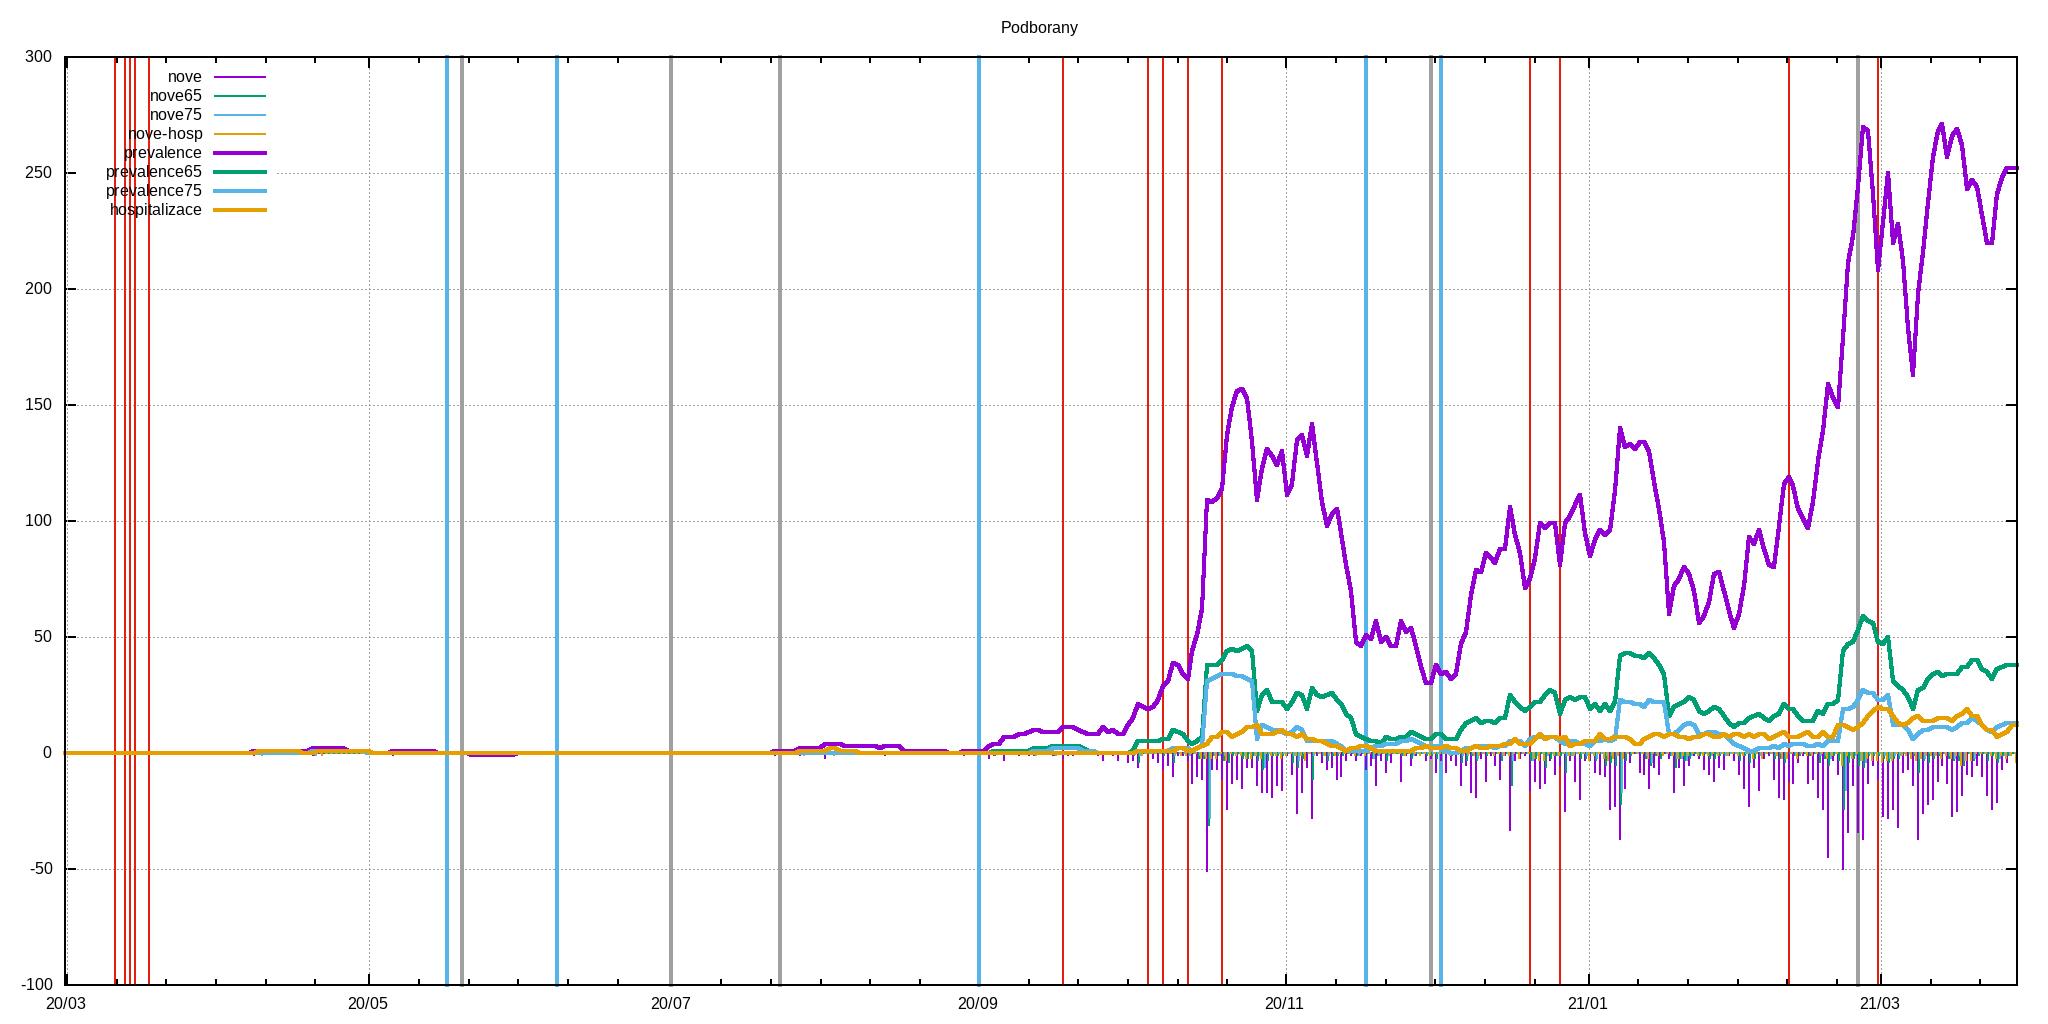 Podborany
300
nove
nove65
nove75
nove-hosp
prevalence
prevalence65
prevalence75
hospitalizace
250
200
150
100
50
0
-50
-100
20/03 20/05 20/07 20/09 20/11 21/01 21/03